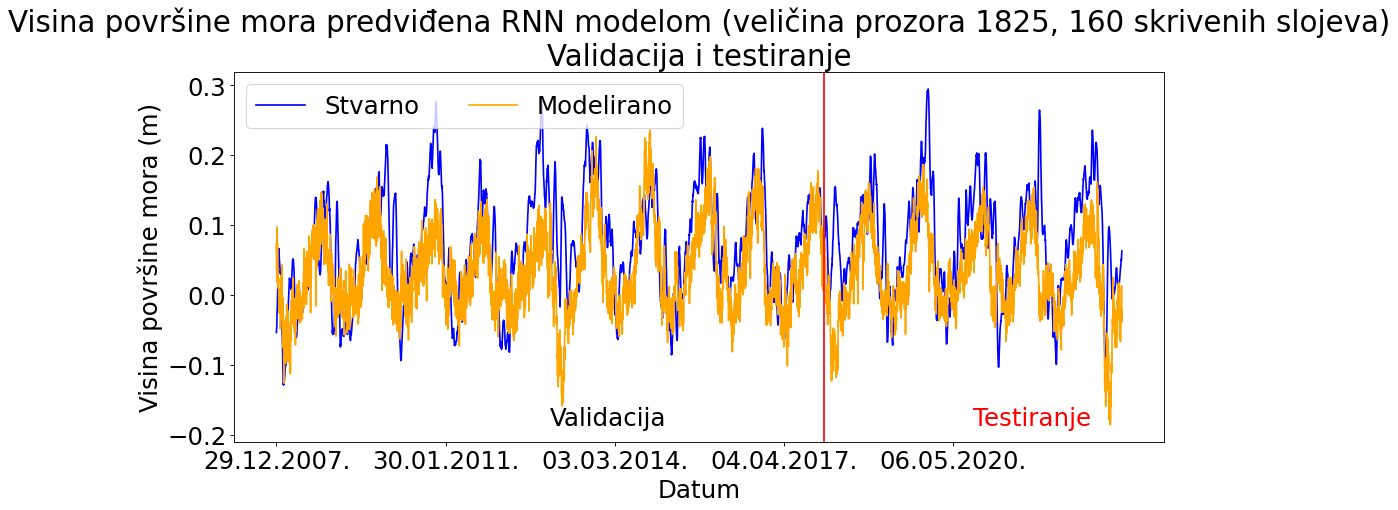 Visina površine mora predviđena RNN modelom (veličina prozora 1825, 160 skrivenih slojeva)
Validacija i testiranje
Stvarno Modelirano
Visina površine mora (m)
0.3
0.2
0.1
0.0
−0.1
−0.2
Validacija
Testiranje
29.12.2007. 30.01.2011. 03.03.2014. 04.04.2017. 06.05.2020.
Datum